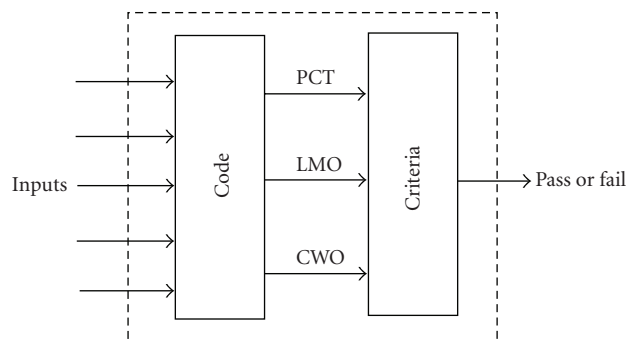 PCT
LMO
CWO
Inputs
Code
Criteria
Pass or fail